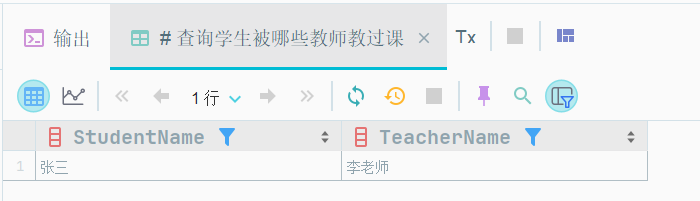 输出 # 查询学生被哪些教师教过课 × Tx
1 行
StudentName TeacherName
1 张三 李老师